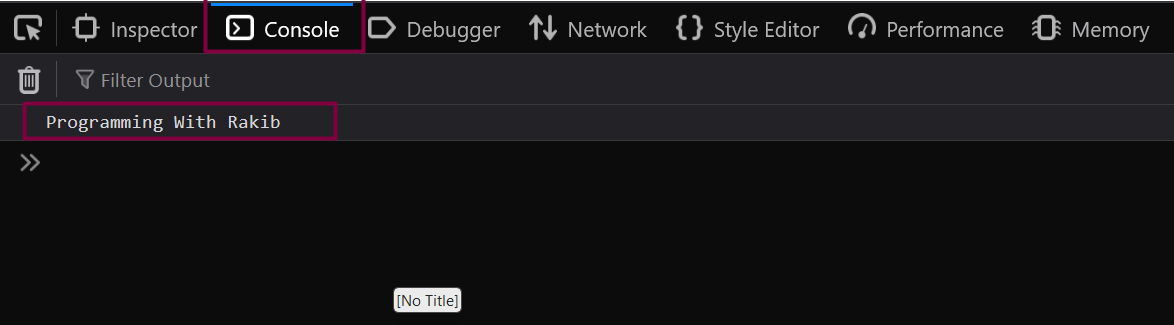 Inspector Console Debugger Network Style Editor Performance Memory
Filter Output
Programming With Rakib
[No Title]